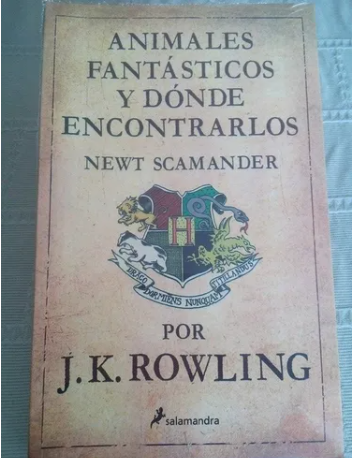 ANIMALES
FANTÁSTICOS
Y DÓNDE
ENCONTRARLOS
NEWT SCAMANDER
H
DRACO DORMIENS NUNQUAM TITILLANDUS
POR
J.K. ROWLING
salamandra